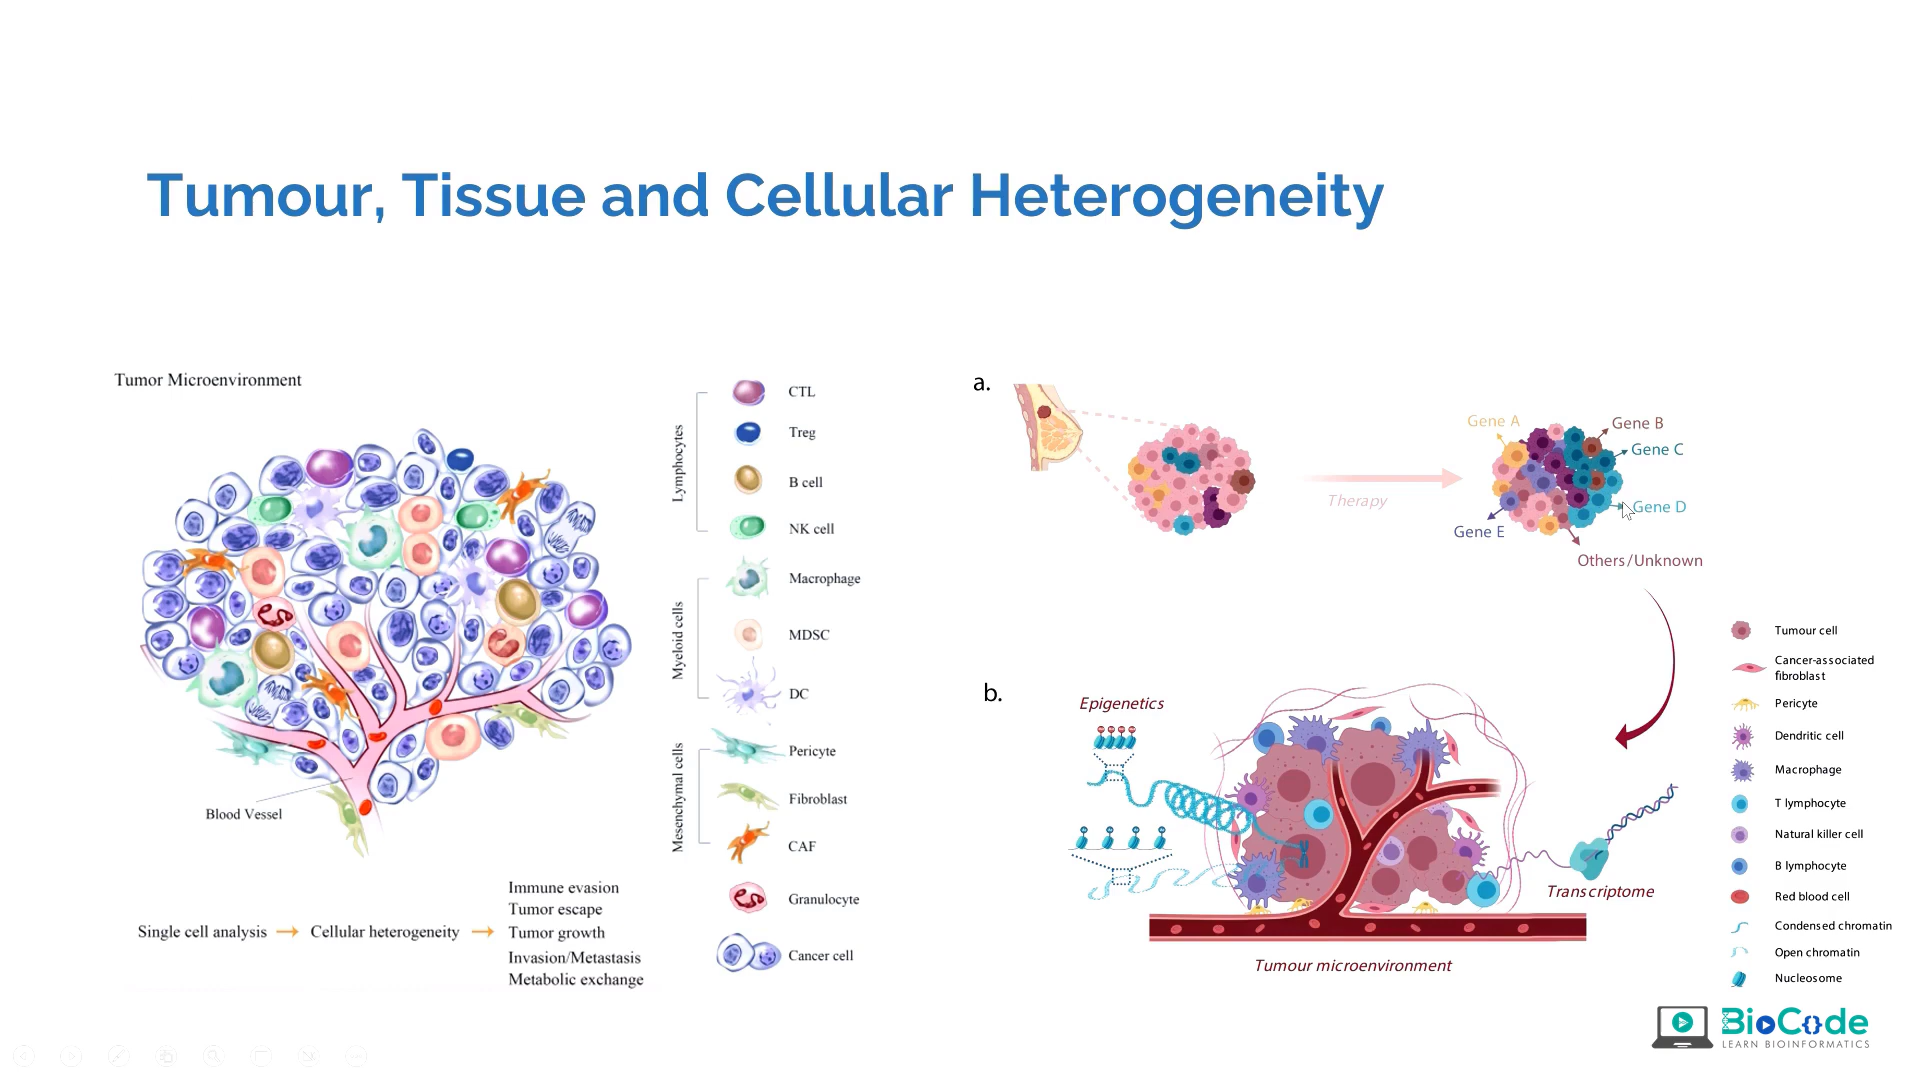 Tumour, Tissue and Cellular Heterogeneity
Tumor Microenvironment
Blood Vessel
Single cell analysis → Cellular heterogeneity →
Immune evasion
Tumor escape
Tumor growth
Invasion/Metastasis
Metabolic exchange
Lymphocytes
CTL
Treg
B cell
NK cell
Myeloid cells
Macrophage
MDSC
DC
Mesenchymal cells
Pericyte
Fibroblast
CAF
Granulocyte
Cancer cell
a.
Therapy
Gene A
Gene B
Gene C
Gene D
Gene E
Others/Unknown
b.
Epigenetics
Transcriptome
Tumour microenvironment
Tumour cell
Cancer-associated
fibroblast
Pericyte
Dendritic cell
Macrophage
T lymphocyte
Natural killer cell
B lymphocyte
Red blood cell
Condensed chromatin
Open chromatin
Nucleosome
BioCode
LEARN BIOINFORMATICS